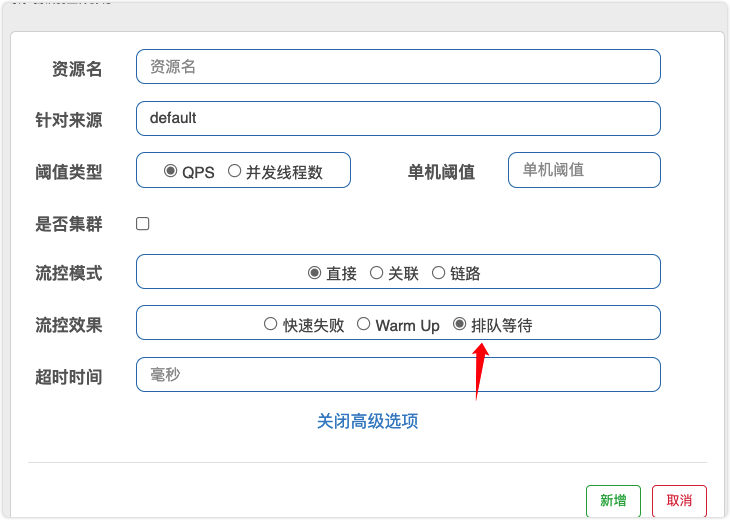 资源名 资源名
针对来源 default
阈值类型 QPS 并发线程数 单机阈值 单机阈值
是否集群
流控模式 直接 关联 链路
流控效果 快速失败 Warm Up 排队等待
超时时间 毫秒
关闭高级选项
新增 取消